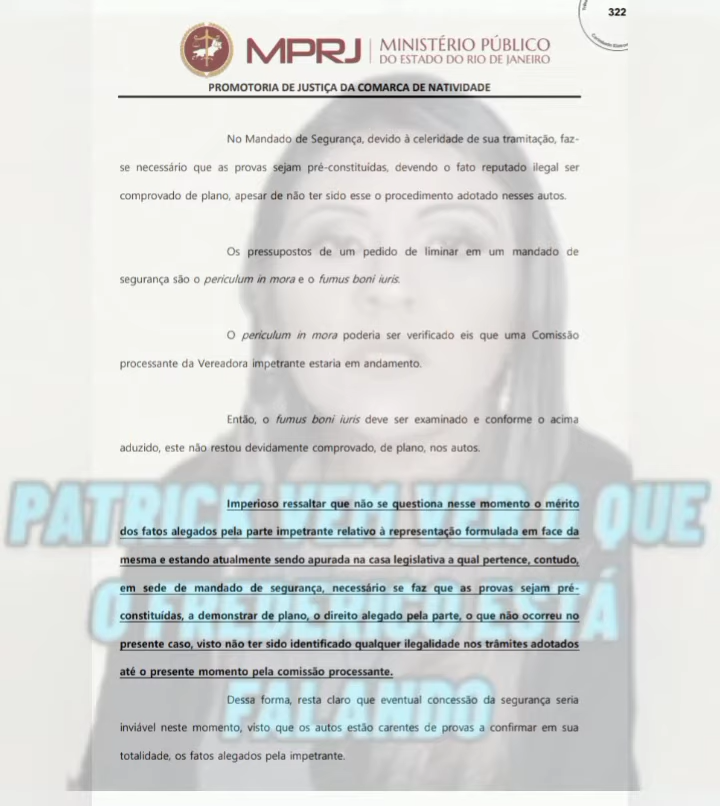 322
MPRJ MINISTÉRIO PÚBLICO
DO ESTADO DO RIO DE JANEIRO
PROMOTORIA DE JUSTIÇA DA COMARCA DE NATIVIDADE
No Mandado de Segurança, devido à celeridade de sua tramitação, faz-
se necessário que as provas sejam pré-constituídas, devendo o fato reputado ilegal ser
comprovado de plano, apesar de não ter sido esse o procedimento adotado nesses autos.
Os pressupostos de um pedido de liminar em um mandado de
segurança são o periculum in mora e o fumus boni iuris.
O periculum in mora poderia ser verificado eis que uma Comissão
processante da Vereadora impetrante estaria em andamento.
Então, o fumus boni iuris deve ser examinado e conforme o acima
aduzido, este não restou devidamente comprovado, de plano, nos autos.
Imperioso ressaltar que não se questiona nesse momento o mérito
dos fatos alegados pela parte impetrante relativo à representação formulada em face da
mesma e estando atualmente sendo apurada na casa legislativa a qual pertence, contudo,
em sede de mandado de segurança, necessário se faz que as provas sejam pré-
constituídas, a demonstrar de plano, o direito alegado pela parte, o que não ocorreu no
presente caso, visto não ter sido identificado qualquer ilegalidade nos trâmites adotados
até o presente momento pela comissão processante.
Dessa forma, resta claro que eventual concessão da segurança seria
inviável neste momento, visto que os autos estão carentes de provas a confirmar em sua
totalidade, os fatos alegados pela impetrante.
PATRICK VEM VER O QUE
O FREDERICO ESTÁ
FALANDO